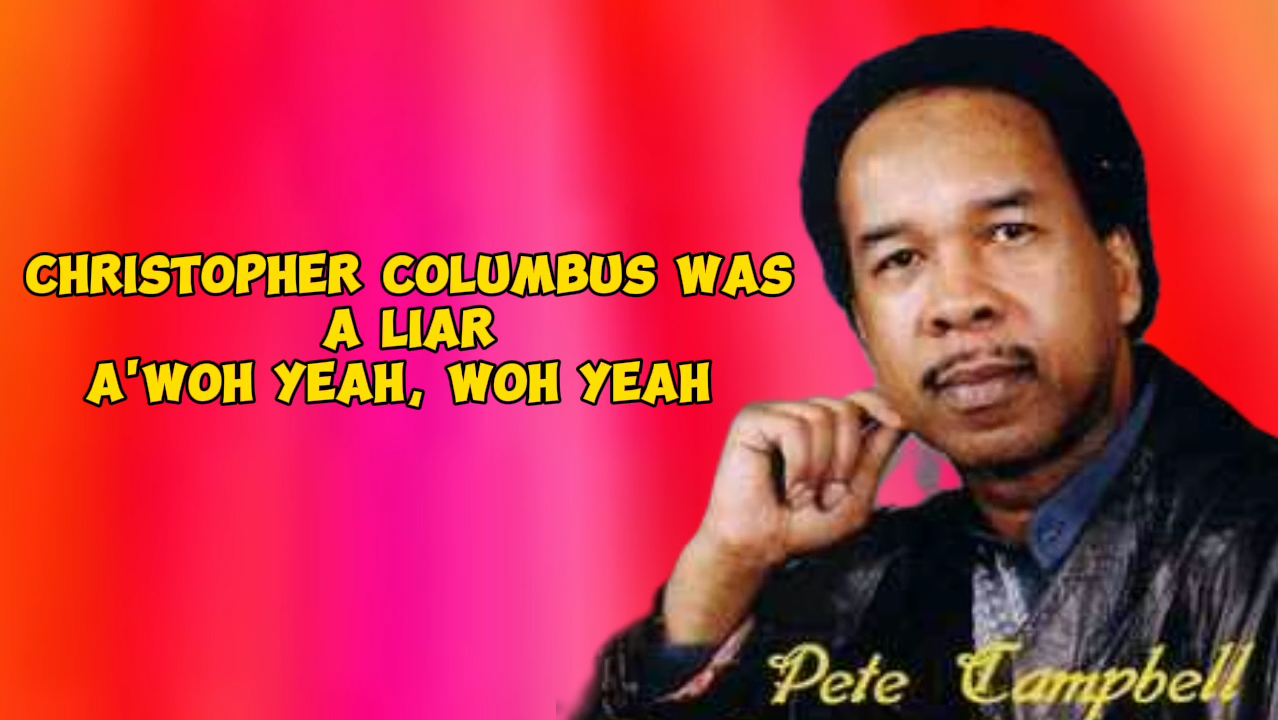 CHRISTOPHER COLUMBUS WAS
A LIAR
A'WOH YEAH, WOH YEAH
Pete Campbell